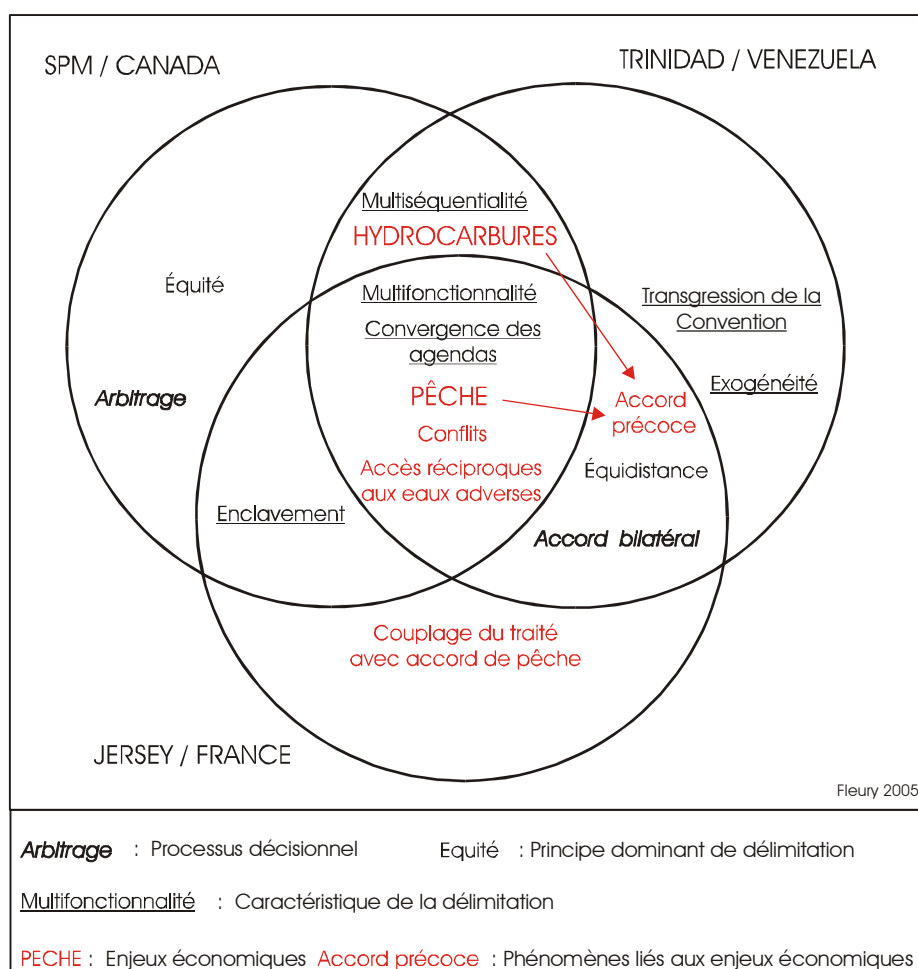 SPM / CANADA
TRINIDAD / VENEZUELA
Multiséquentialité
HYDROCARBURES
Équité
Multifonctionnalité
Transgression de la
Convention
Convergence des
agendas
Exogénéité
Arbitrage
PÊCHE
Accord
précoce
Conflits
Accès réciproques
aux eaux adverses
Équidistance
Enclavement
Accord bilatéral
Couplage du traité
avec accord de pêche
JERSEY / FRANCE
Fleury 2005
Arbitrage : Processus décisionnel Equité : Principe dominant de délimitation
Multifonctionnalité : Caractéristique de la délimitation
PECHE : Enjeux économiques Accord précoce : Phénomènes liés aux enjeux économiques